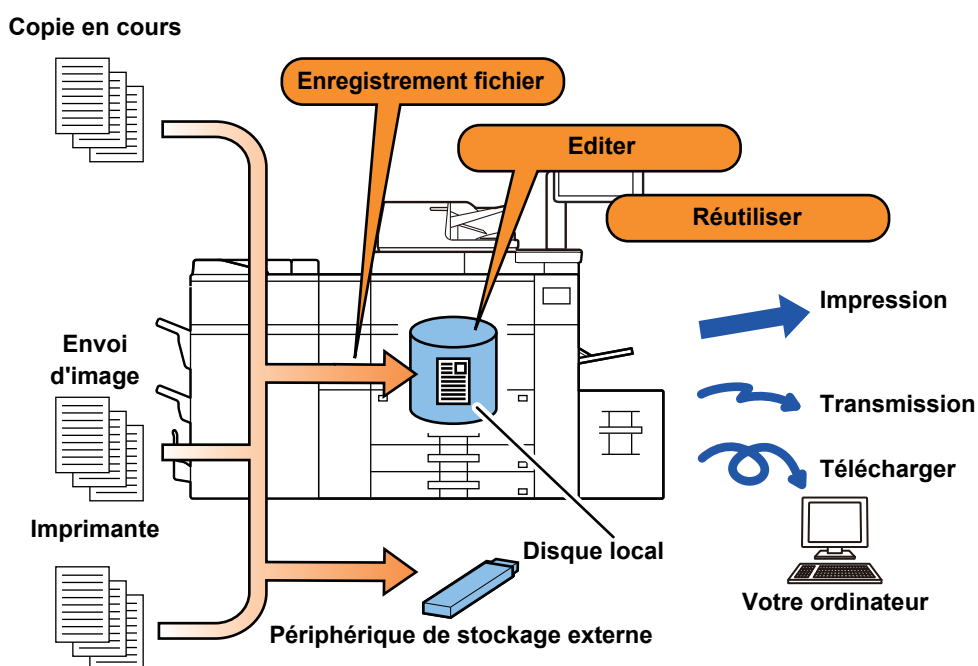 Copie en cours
Enregistrement fichier
Editer
Réutiliser
Impression
Envoi
d'image
Transmission
Télécharger
Imprimante
Disque local
Votre ordinateur
Périphérique de stockage externe